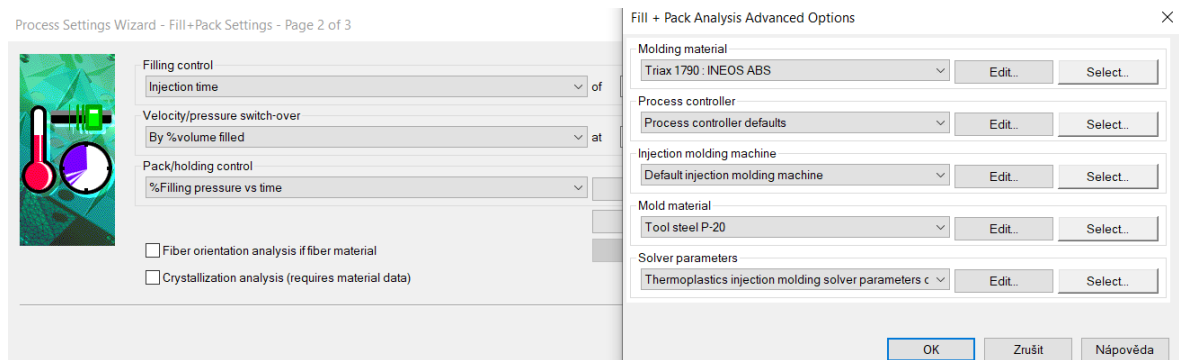 Process Settings Wizard - Fill+Pack Settings - Page 2 of 3
Filling control
Injection time
of
Velocity/pressure switch-over
By %volume filled
at
Pack/holding control
%Filling pressure vs time
Fiber orientation analysis if fiber material
Crystallization analysis (requires material data)
Fill + Pack Analysis Advanced Options
Molding material
Triax 1790 : INEOS ABS
Edit...
Select...
Process controller
Process controller defaults
Edit...
Select...
Injection molding machine
Default injection molding machine
Edit...
Select...
Mold material
Tool steel P-20
Edit...
Select...
Solver parameters
Thermoplastics injection molding solver parameters
Edit...
Select...
OK
Zrušit
Nápověda